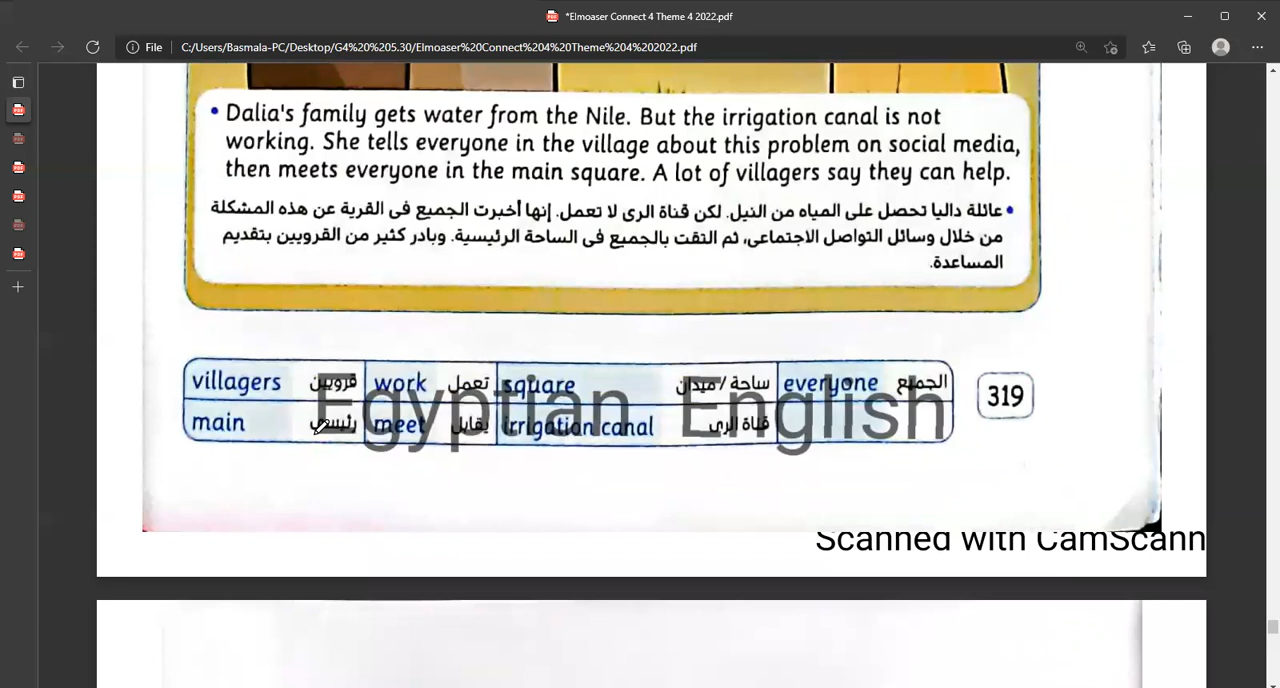 *Elmoaser Connect 4 Theme 4 2022.pdf
File C:/Users/Basmala-PC/Desktop/G4%20%205.30/Elmoaser%20Connect%204%20Theme%204%202022.pdf
• Dalia's family gets water from the Nile. But the irrigation canal is not
working. She tells everyone in the village about this problem on social media,
then meets everyone in the main square. A lot of villagers say they can help.
• عائلة داليا تحصل على المياه من النيل. لكن قناة الرى لا تعمل. إنها أخبرت الجميع فى القرية عن هذه المشكلة
من خلال وسائل التواصل الاجتماعى، ثم التقت بالجميع فى الساحة الرئيسية. وبادر كثير من القرويين بتقديم
المساعدة.
villagers قرويين work تعمل square ساحة / ميدان everyone الجميع
main رئيسى meet يقابل irrigation canal قناة الرى
319
Egyptian English
Scanned with CamScann